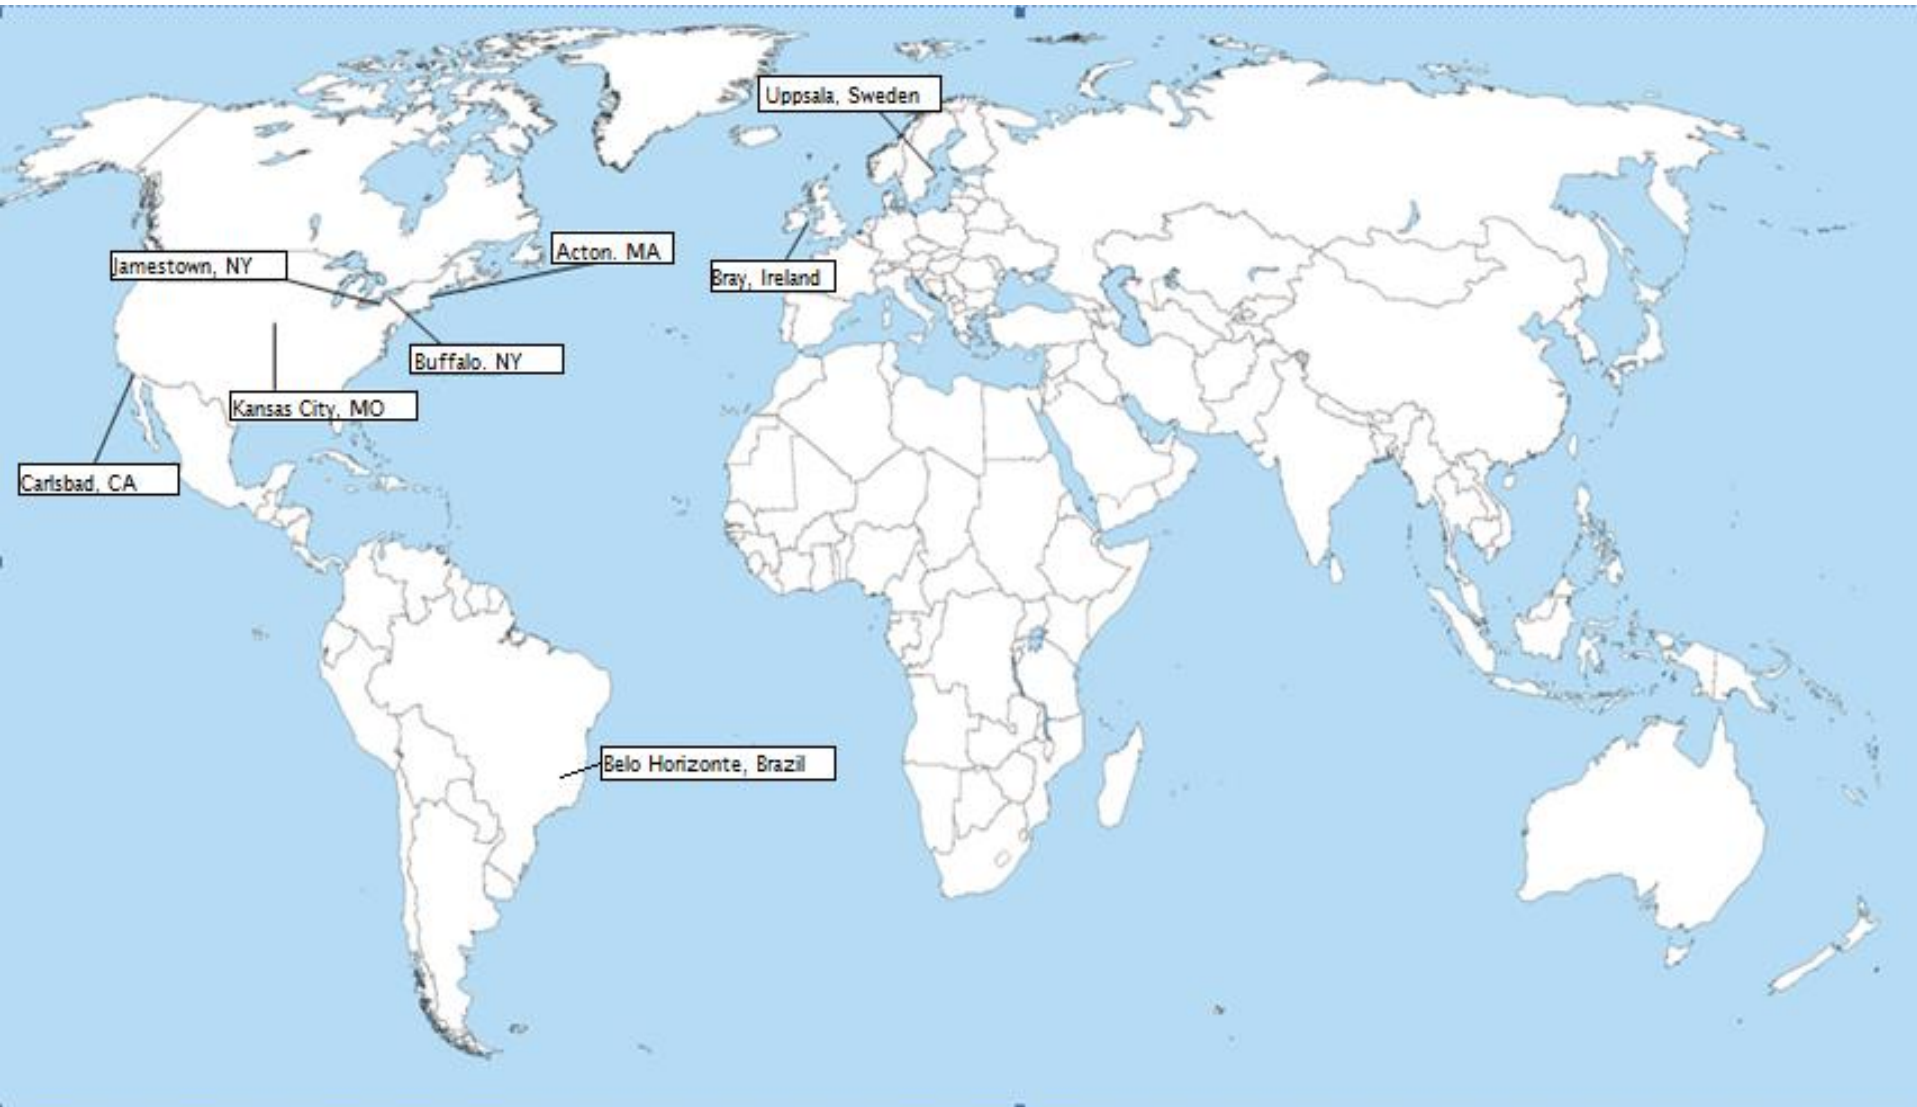 Uppsala, Sweden
Acton. MA
Jamestown, NY
Bray, Ireland
Buffalo. NY
Kansas City, MO
Carlsbad, CA
Belo Horizonte, Brazil